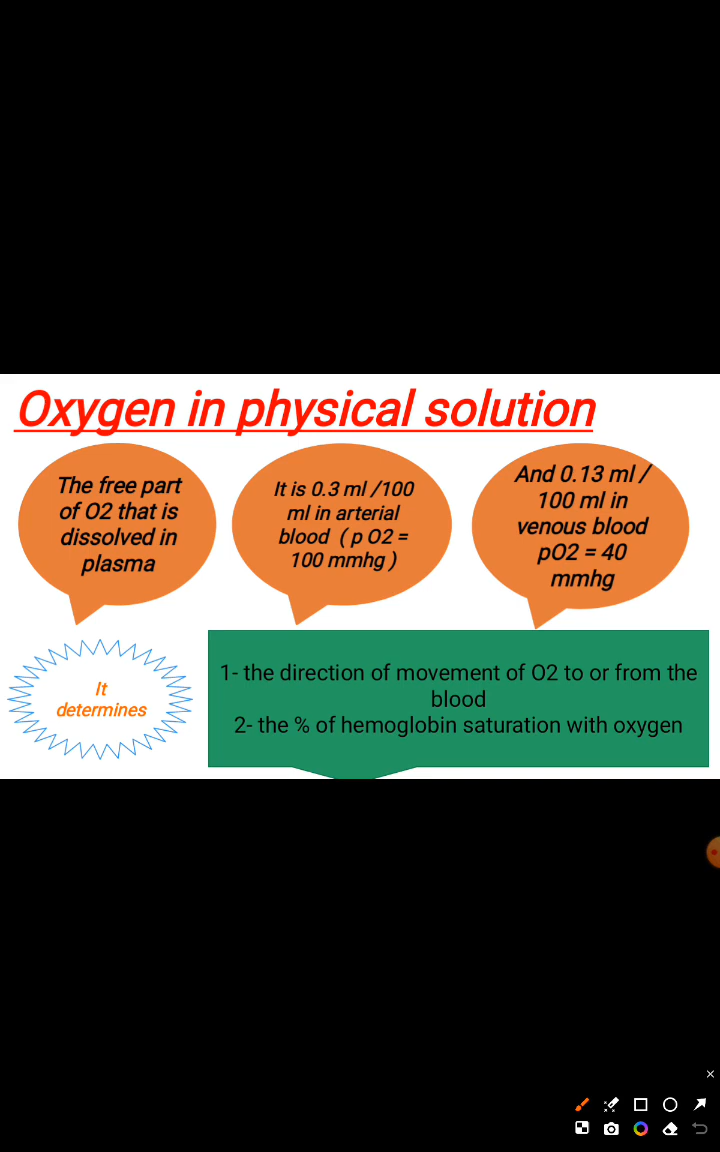 Oxygen in physical solution
The free part
of O2 that is
dissolved in
plasma
It is 0.3 ml /100
ml in arterial
blood ( p O2 =
100 mmhg )
And 0.13 ml /
100 ml in
venous blood
pO2 = 40
mmhg
It
determines
1- the direction of movement of O2 to or from the
blood
2- the % of hemoglobin saturation with oxygen